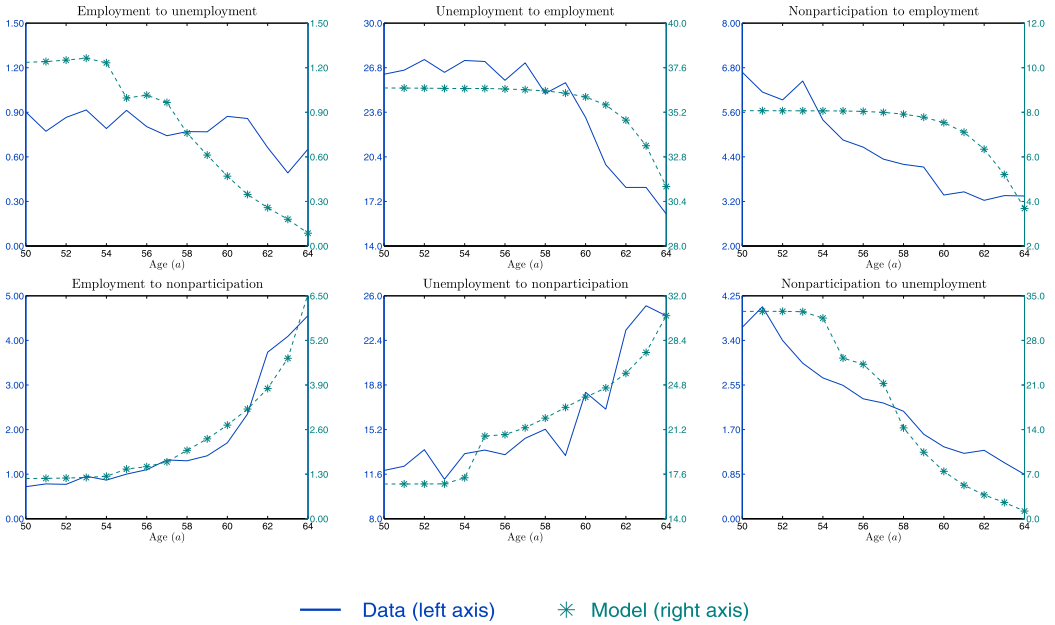 Employment to unemployment
Unemployment to employment
Nonparticipation to employment
1.50 1.50 30.0 40.0 8.00 12.0
1.20 1.20 26.8 37.6 6.80 10.0
0.90 0.90 23.6 35.2 5.60 8.0
0.60 0.60 20.4 32.8 4.40 6.0
0.30 0.30 17.2 30.4 3.20 4.0
0.00 0.00 14.0 28.0 2.00 2.0
50 52 54 56 58 60 62 64 50 52 54 56 58 60 62 64 50 52 54 56 58 60 62 64
Age (a) Age (a) Age (a)
Employment to nonparticipation
Unemployment to nonparticipation
Nonparticipation to unemployment
5.00 6.50 26.0 32.0 4.25 35.0
4.00 5.20 22.4 28.4 3.40 28.0
3.00 3.90 18.8 24.8 2.55 21.0
2.00 2.60 15.2 21.2 1.70 14.0
1.00 1.30 11.6 17.6 0.85 7.0
0.00 0.00 8.0 14.0 0.00 0.0
50 52 54 56 58 60 62 64 50 52 54 56 58 60 62 64 50 52 54 56 58 60 62 64
Age (a) Age (a) Age (a)
Data (left axis) Model (right axis)